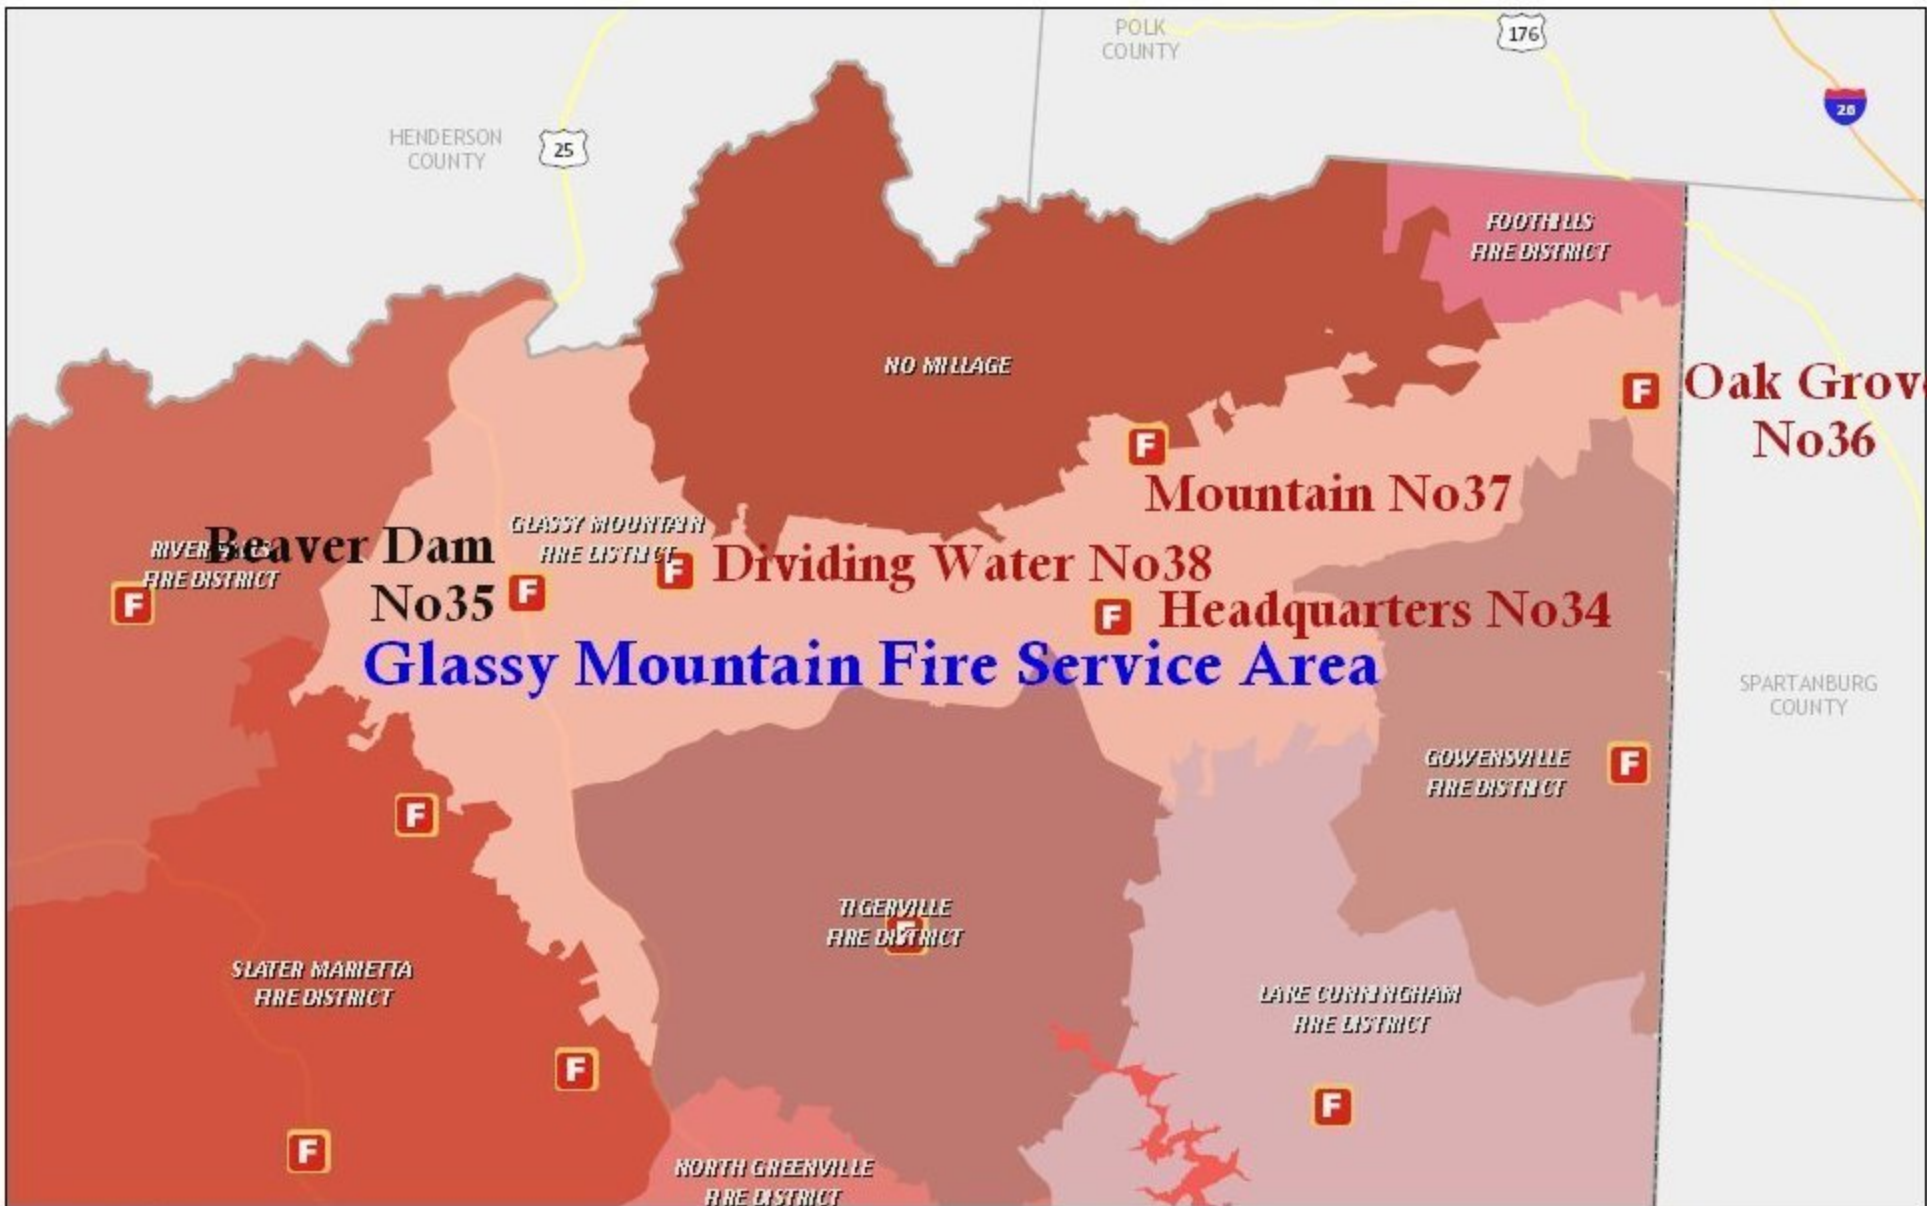 POLK
COUNTY
176
26
HENDERSON
COUNTY
25
FOOTHILLS
FIRE DISTRICT
NO MILLAGE
F
Oak Grov
No36
F
Mountain No37
GLASSY MOUNTAIN
FIRE DISTRICT
Beaver Dam
No35
F
FIRE DISTRICT
F
F
Dividing Water No38
F
Headquarters No34
Glassy Mountain Fire Service Area
SPARTANBURG
COUNTY
GOWENSVILLE
FIRE DISTRICT
F
F
TIGERVILLE
FIRE DISTRICT
F
SLATER MARIETTA
FIRE DISTRICT
LAKE CUNNINGHAM
FIRE DISTRICT
F
F
F
NORTH GREENVILLE
FIRE DISTRICT